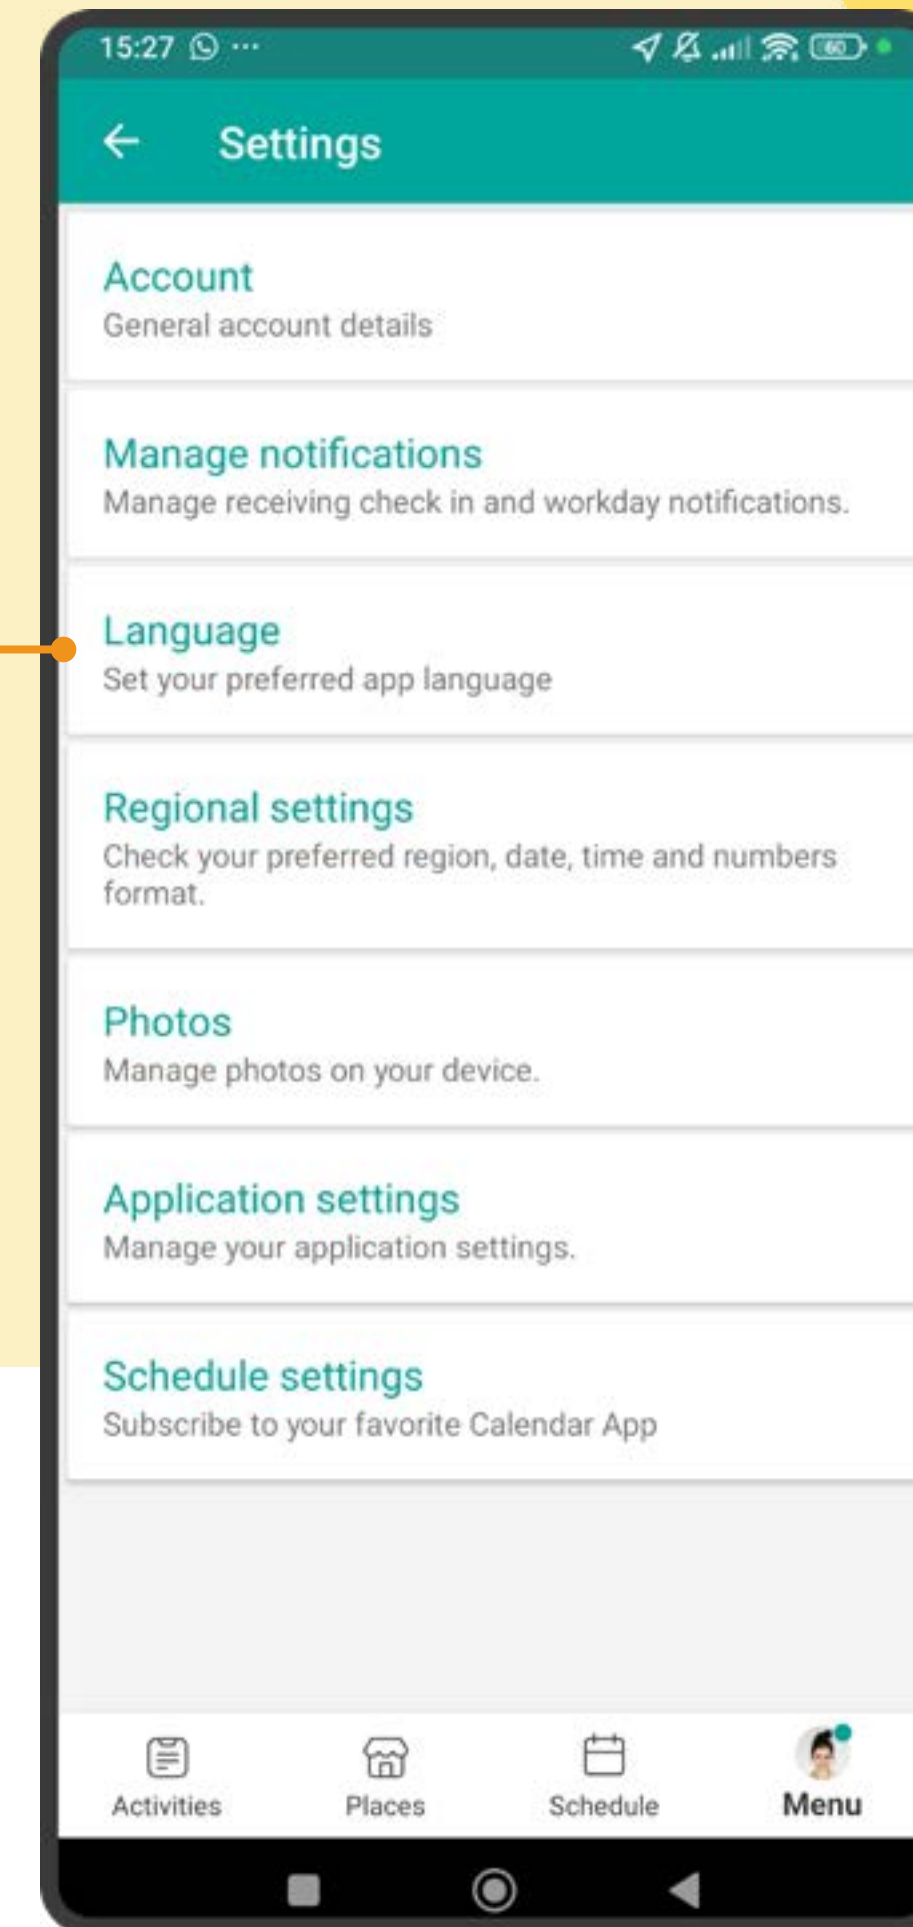 15:27
60
Settings
Account
General account details
Manage notifications
Manage receiving check in and workday notifications.
Language
Set your preferred app language
Regional settings
Check your preferred region, date, time and numbers
format.
Photos
Manage photos on your device.
Application settings
Manage your application settings.
Schedule settings
Subscribe to your favorite Calendar App
Activities
Places
Schedule
Menu